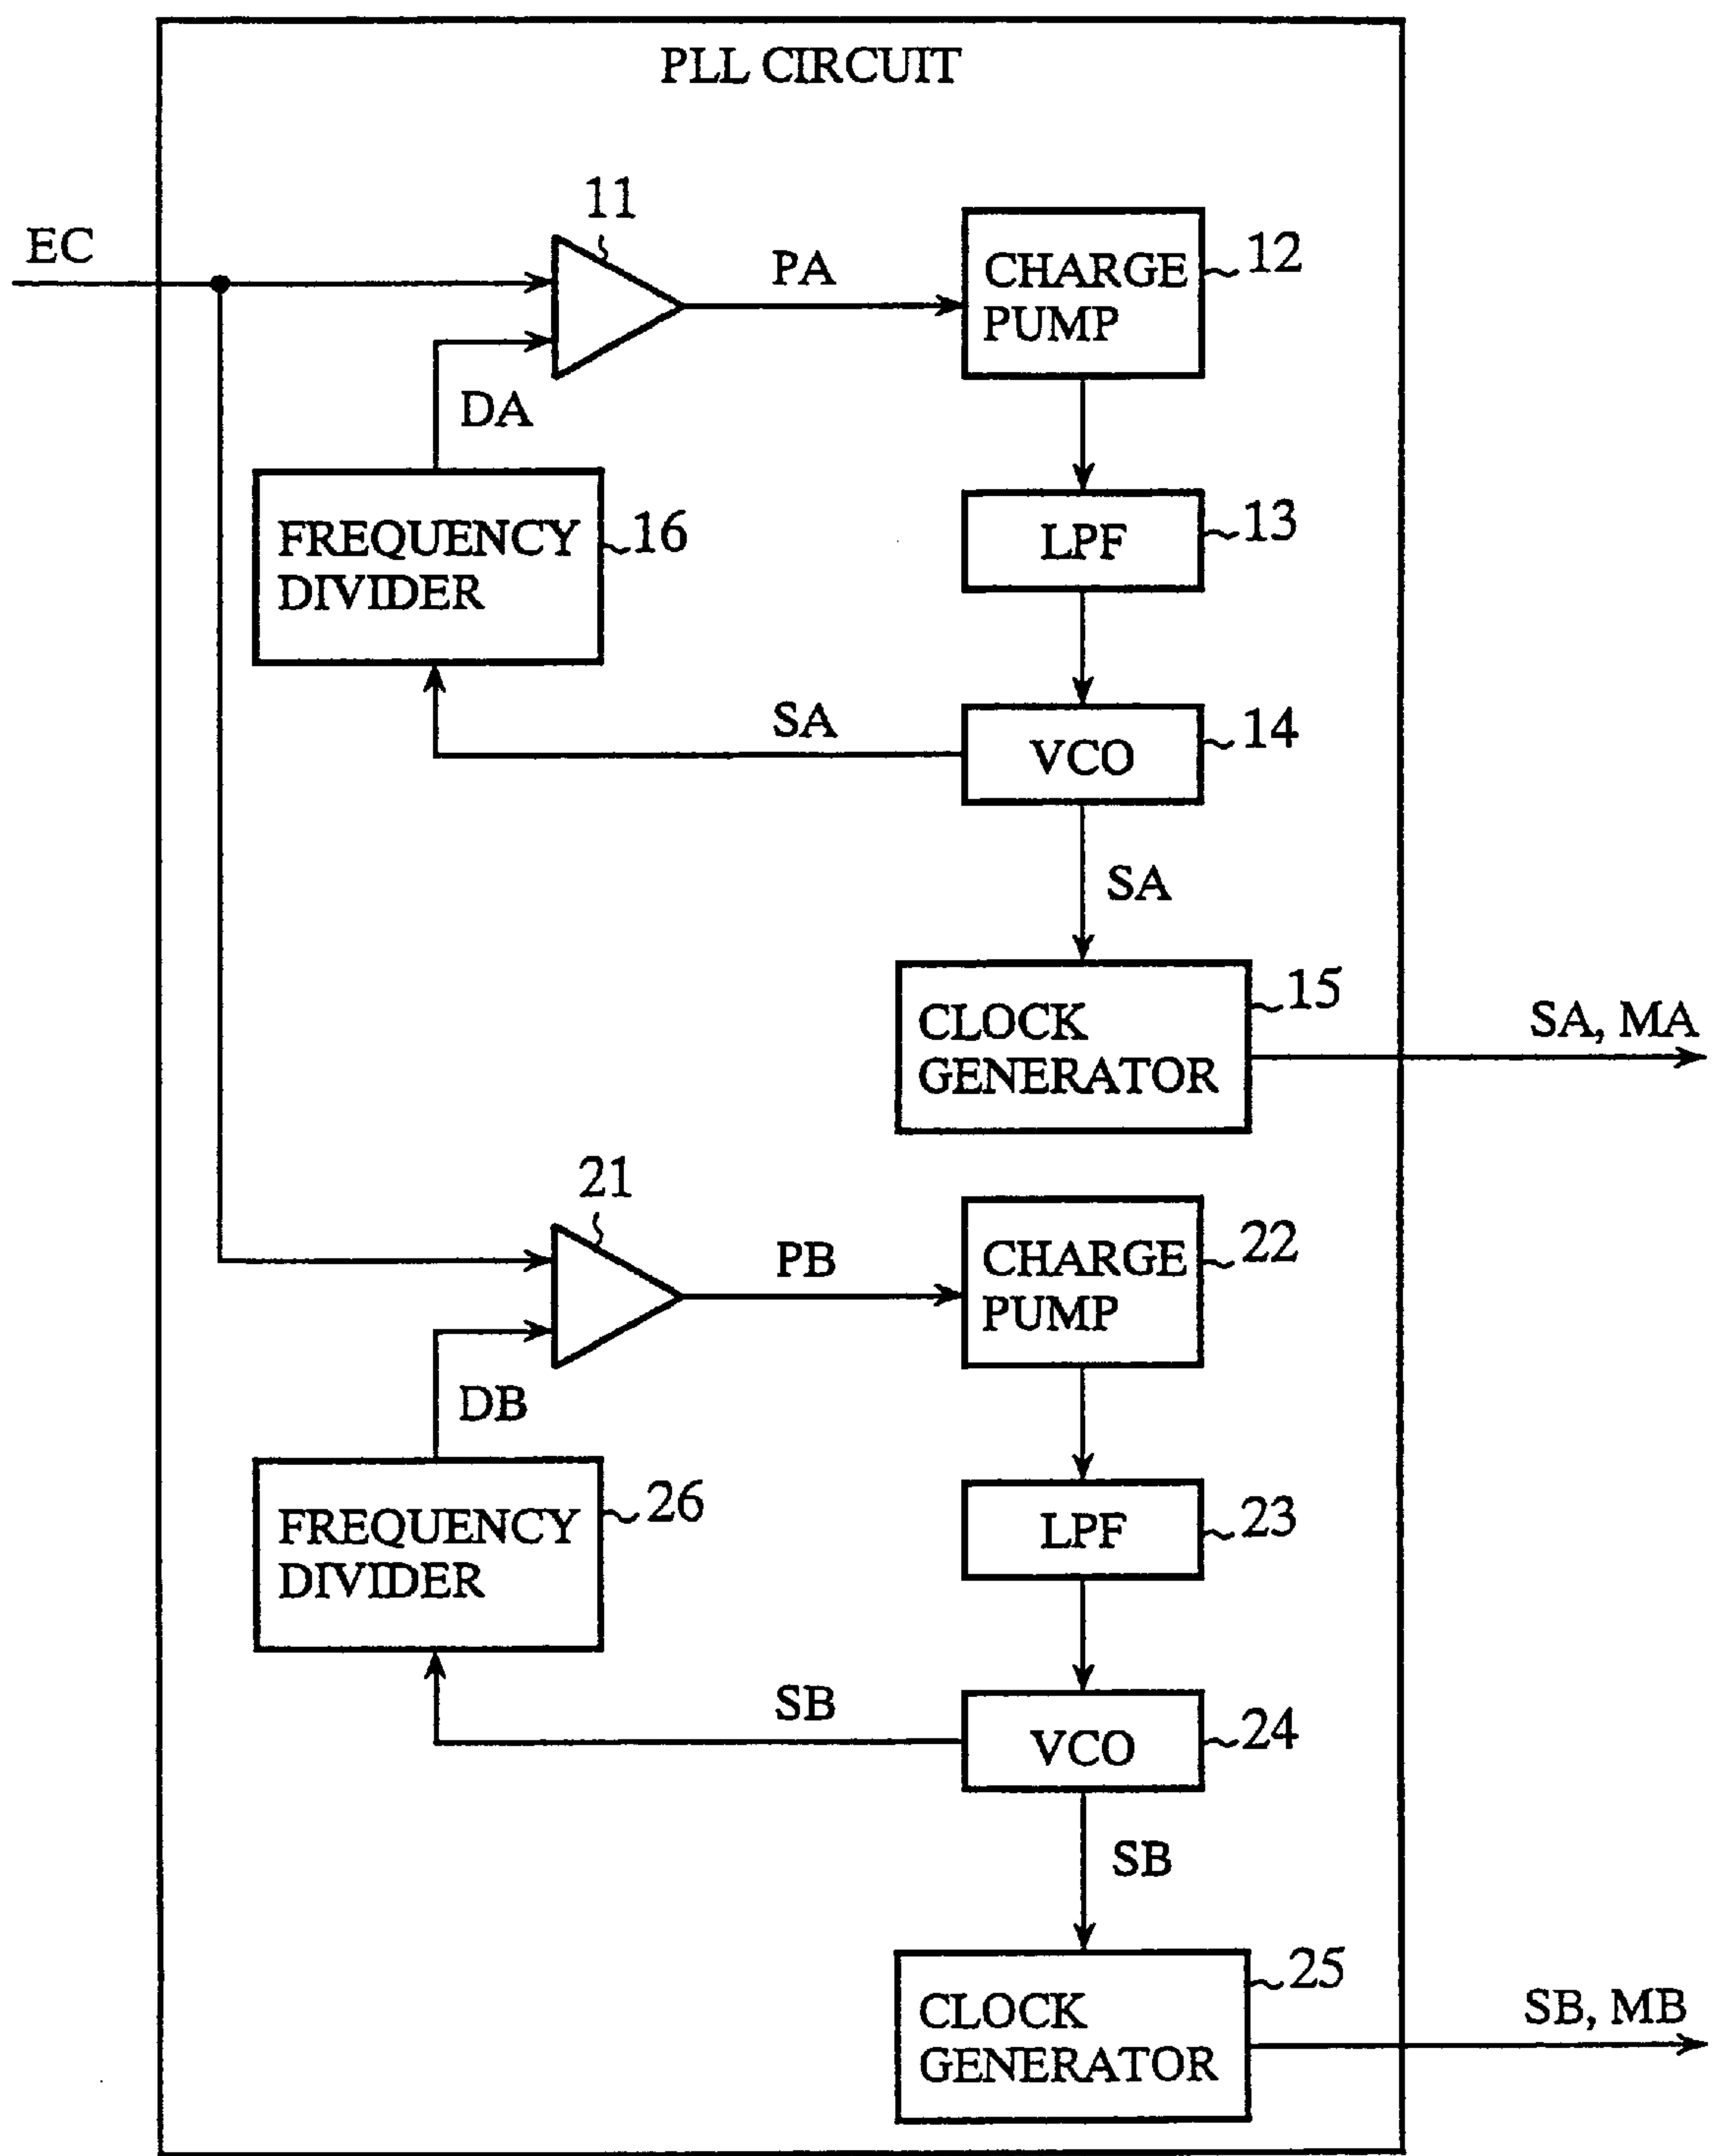 PLL CIRCUIT
EC
11
PA
CHARGE
PUMP
12
DA
FREQUENCY
DIVIDER
16
LPF
13
SA
VCO
14
SA
CLOCK
GENERATOR
15
SA, MA
21
PB
CHARGE
PUMP
22
DB
FREQUENCY
DIVIDER
26
LPF
23
SB
VCO
24
SB
CLOCK
GENERATOR
25
SB, MB